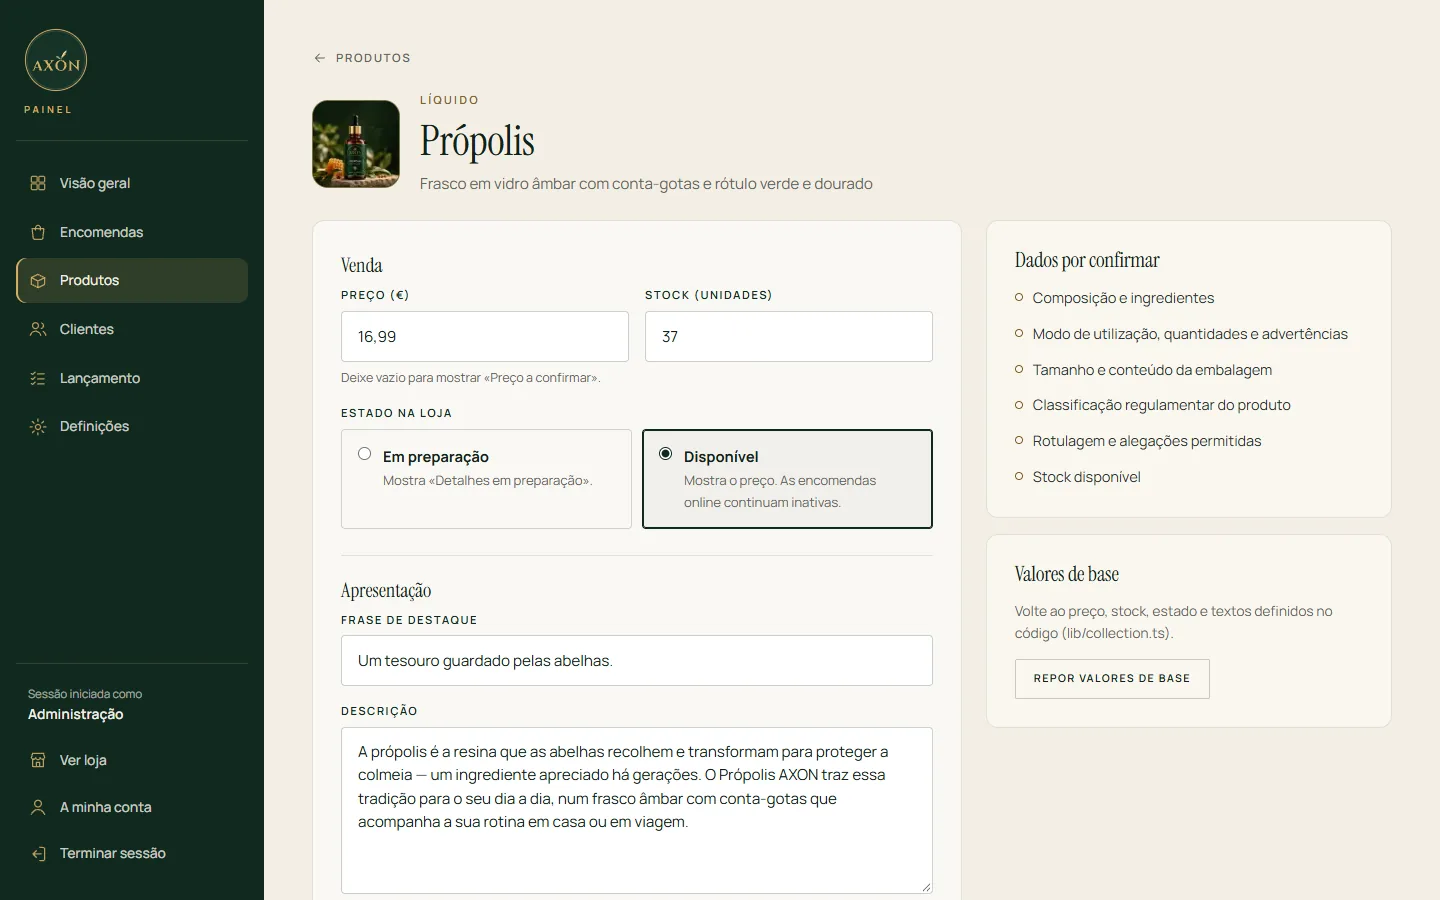 AXÓN
PAINEL
Visão geral
Encomendas
Produtos
Clientes
Lançamento
Definições
Sessão iniciada como
Administração
Ver loja
A minha conta
Terminar sessão
← PRODUTOS
LÍQUIDO
Própolis
Frasco em vidro âmbar com conta-gotas e rótulo verde e dourado
Venda
PREÇO (€)
16,99
Deixe vazio para mostrar «Preço a confirmar».
STOCK (UNIDADES)
37
ESTADO NA LOJA
Em preparação
Mostra «Detalhes em preparação».
Disponível
Mostra o preço. As encomendas
online continuam inativas.
Apresentação
FRASE DE DESTAQUE
Um tesouro guardado pelas abelhas.
DESCRIÇÃO
A própolis é a resina que as abelhas recolhem e transformam para proteger a
colmeia — um ingrediente apreciado há gerações. O Própolis AXON traz essa
tradição para o seu dia a dia, num frasco âmbar com conta-gotas que
acompanha a sua rotina em casa ou em viagem.
Dados por confirmar
Composição e ingredientes
Modo de utilização, quantidades e advertências
Tamanho e conteúdo da embalagem
Classificação regulamentar do produto
Rotulagem e alegações permitidas
Stock disponível
Valores de base
Volte ao preço, stock, estado e textos definidos no
código (lib/collection.ts).
REPOR VALORES DE BASE